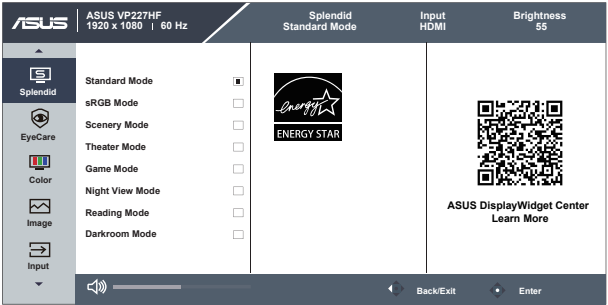 ASUS
ASUS VP227HF
1920 x 1080 | 60 Hz
Splendid
Standard Mode
Input
HDMI
Brightness
55
Splendid
EyeCare
Color
Image
Input
Standard Mode
sRGB Mode
Scenery Mode
Theater Mode
Game Mode
Night View Mode
Reading Mode
Darkroom Mode
energy
ENERGY STAR
ASUS DisplayWidget Center
Learn More
Back/Exit
Enter